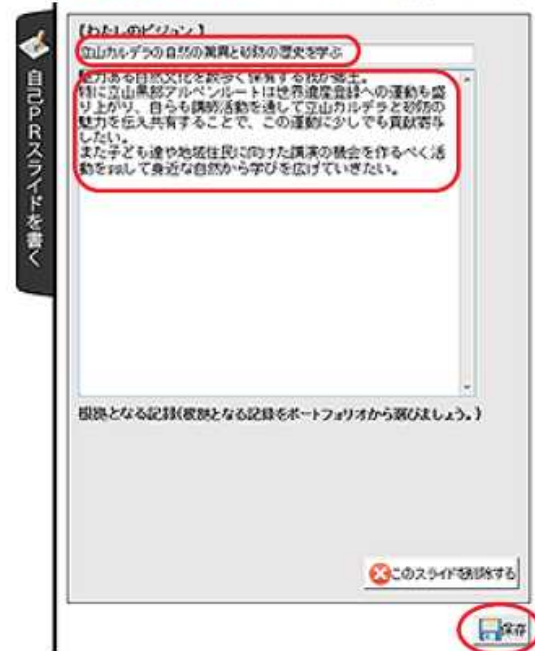 【わたしのビジョン】
立山カルデラの自然の驚異と砂防の歴史を学ぶ
魅力ある自然文化を数多く保有する我が郷土。
特に立山黒部アルペンルートは世界遺産登録への運動も盛
り上がり、自らも講師活動を通して立山カルデラと砂防の
魅力を伝え共有することで、この運動に少しでも貢献寄与
したい。
また子ども達や地域住民に向けた講演の機会を作るべく活
動をPRして身近な自然から学びを広げていきたい。
自己PRスライドを書く
根拠となる記録(根拠となる記録をポートフォリオから選びましょう。)
このスライドを削除する
保存